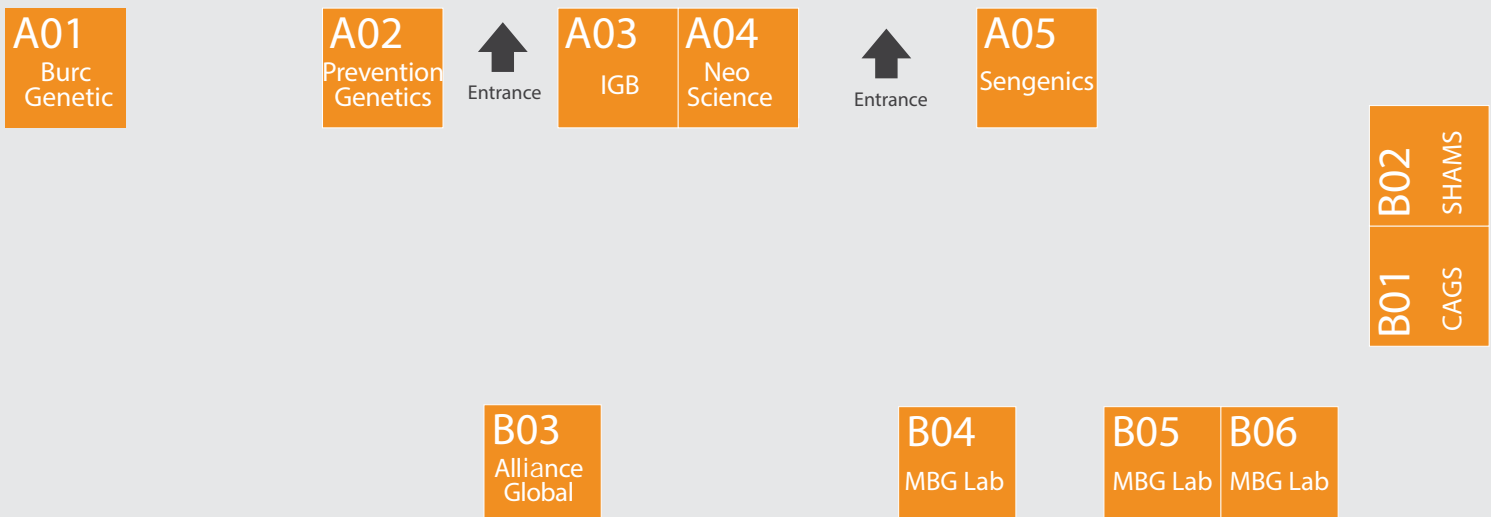 A01
Burc
Genetic
A02
Prevention
Genetics
Entrance
A03
IGB
A04
Neo
Science
Entrance
A05
Sengenics
B02
SHAMS
B01
CAGS
B03
Alliance
Global
B04
MBG Lab
B05
MBG Lab
B06
MBG Lab